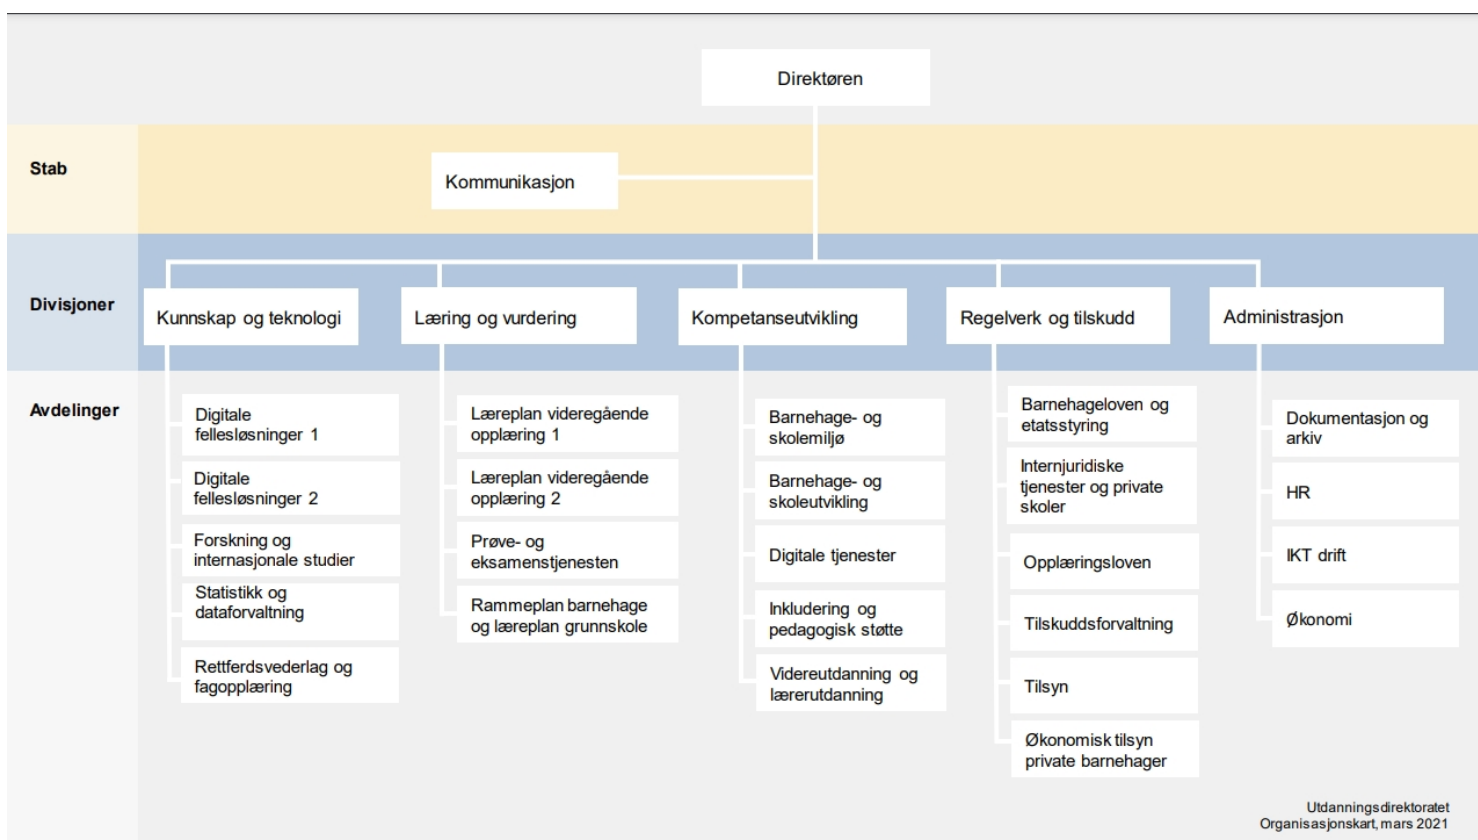 Direktøren
Stab
Kommunikasjon
Divisjoner
Kunnskap og teknologi
Læring og vurdering
Kompetanseutvikling
Regelverk og tilskudd
Administrasjon
Avdelinger
Digitale
fellesløsninger 1
Digitale
fellesløsninger 2
Forskning og
internasjonale studier
Statistikk og
dataforvaltning
Rettferdsvederlag og
fagopplæring
Læreplan videregående
opplæring 1
Læreplan videregående
opplæring 2
Prøve- og
eksamenstjenesten
Rammeplan barnehage
og læreplan grunnskole
Barnehage- og
skolemiljø
Barnehage- og
skoleutvikling
Digitale tjenester
Inkludering og
pedagogisk støtte
Videreutdanning og
lærerutdanning
Barnehageloven og
etatsstyring
Internjuridiske
tjenester og private
skoler
Opplæringsloven
Tilskuddsforvaltning
Tilsyn
Økonomisk tilsyn
private barnehager
Dokumentasjon og
arkiv
HR
IKT drift
Økonomi
Utdanningsdirektoratet
Organisasjonskart, mars 2021